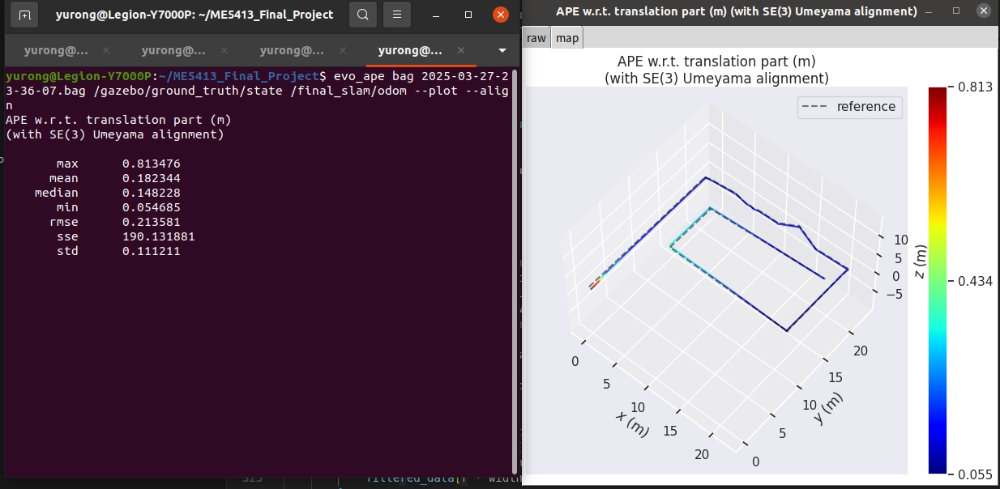 yurong@Legion-Y7000P: ~/ME5413_Final_Project
yurong@...
yurong@...
yurong@...
yurong@...
yurong@Legion-Y7000P:~/ME5413_Final_Project$ evo_ape bag 2025-03-27-2
3-36-07.bag /gazebo/ground_truth/state /final_slam/odom --plot --alig
n
APE w.r.t. translation part (m)
(with SE(3) Umeyama alignment)
max 0.813476
mean 0.182344
median 0.148228
min 0.054685
rmse 0.213581
sse 190.131881
std 0.111211
APE w.r.t. translation part (m) (with SE(3) Umeyama alignment)
raw
map
APE w.r.t. translation part (m)
(with SE(3) Umeyama alignment)
reference
0.813
0.434
0.055
10
5
0
−5
z (m)
0
5
10
15
20
x (m)
0
5
10
15
20
y (m)